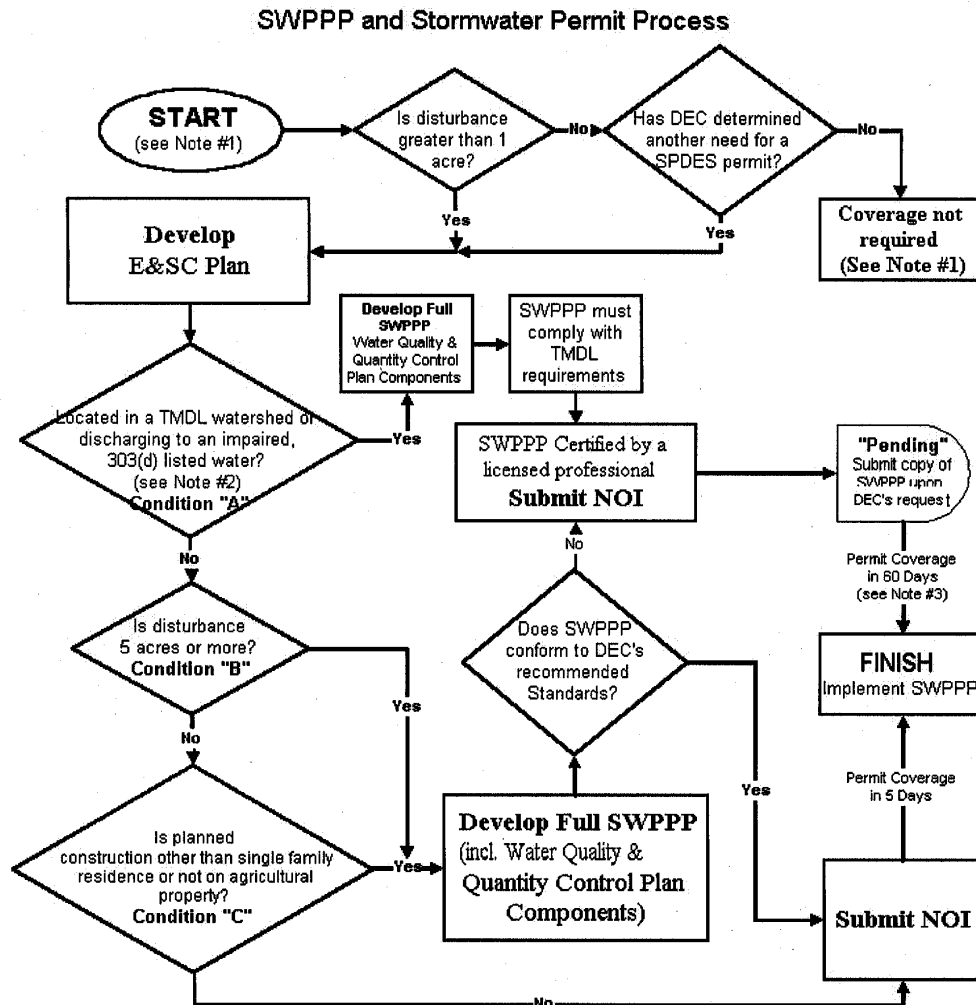 SWPPP and Stormwater Permit Process
START
(see Note #1)
Is disturbance
greater than 1
acre?
No
Has DEC determined
another need for a
SPDES permit?
No
Yes
Yes
Coverage not
required
(See Note #1)
Develop
E&SC Plan
Develop Full
SWPPP
Water Quality &
Quantity Control
Plan Components
SWPPP must
comply with
TMDL
requirements
Located in a TMDL watershed or
discharging to an impaired,
303(d) listed water?
(see Note #2)
Condition "A"
Yes
SWPPP Certified by a
licensed professional
Submit NOI
"Pending"
Submit copy of
SWPPP upon
DEC's request
No
No
Permit Coverage
in 60 Days
(see Note #3)
Is disturbance
5 acres or more?
Condition "B"
Yes
Does SWPPP
conform to DEC's
recommended
Standards?
FINISH
Implement SWPPP
No
Yes
Permit Coverage
in 5 Days
Is planned
construction other than single family
residence or not on agricultural
property?
Condition "C"
Yes
Develop Full SWPPP
(incl. Water Quality &
Quantity Control Plan
Components)
Submit NOI
No